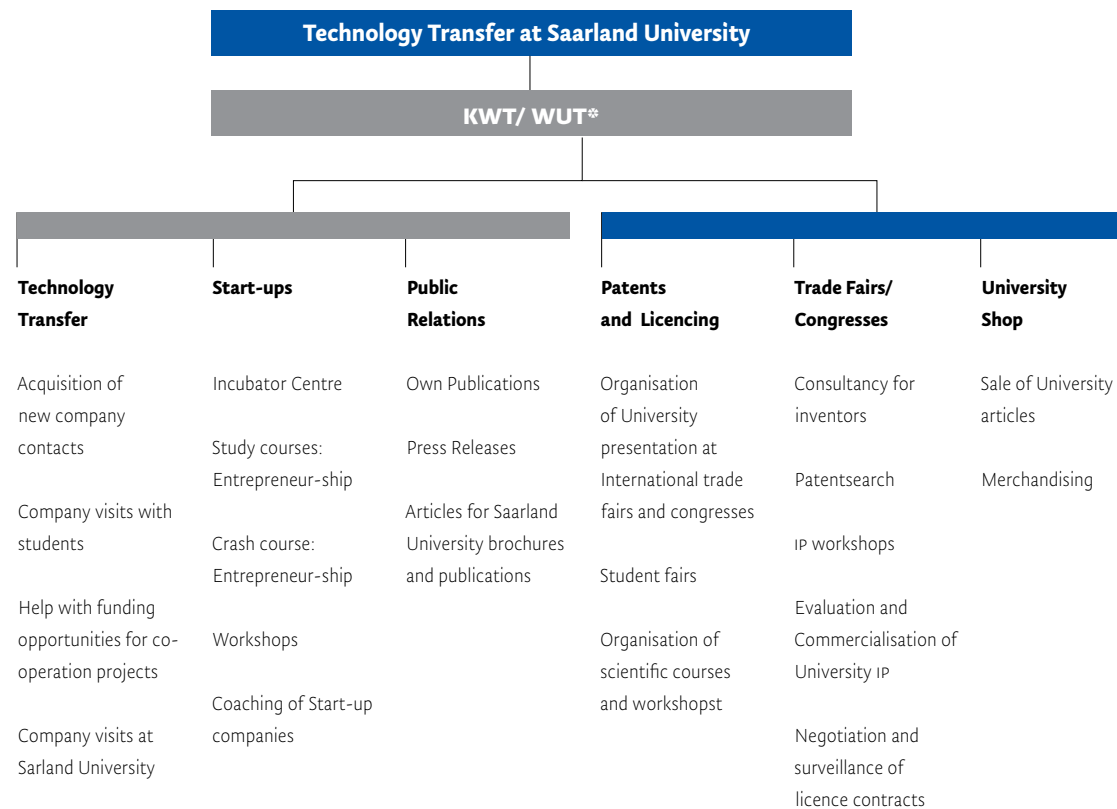 Technology Transfer at Saarland University
KWT/ WUT*
Technology
Transfer
Acquisition of
new company
contacts
Company visits with
students
Help with funding
opportunities for co-
operation projects
Company visits at
Sarland University
Start-ups
Incubator Centre
Study courses:
Entrepreneur-ship
Crash course:
Entrepreneur-ship
Workshops
Coaching of Start-up
companies
Public
Relations
Own Publications
Press Releases
Articles for Saarland
University brochures
and publications
Patents
and Licencing
Organisation
of University
presentation at
International trade
fairs and congresses
Student fairs
Organisation of
scientific courses
and workshopst
Trade Fairs/
Congresses
Consultancy for
inventors
Patentsearch
IP workshops
Evaluation and
Commercialisation of
University IP
Negotiation and
surveillance of
licence contracts
University
Shop
Sale of University
articles
Merchandising